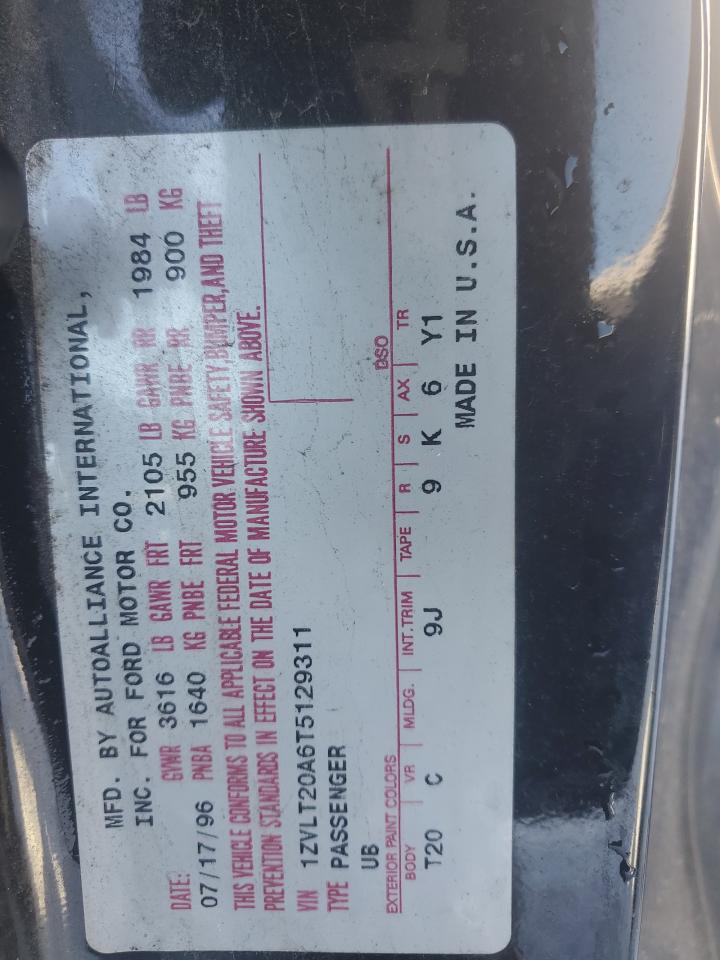 MFD. BY AUTOALLIANCE INTERNATIONAL,
INC. FOR FORD MOTOR CO.
DATE: GVWR 3616 LB GAWR FRT 2105 LB GAWR RR 1984 LB
07/17/96 PNBA 1640 KG PNBE FRT 955 KG PNBE RR 900 KG
THIS VEHICLE CONFORMS TO ALL APPLICABLE FEDERAL MOTOR VEHICLE SAFETY,BUMPER,AND THEFT
PREVENTION STANDARDS IN EFFECT ON THE DATE OF MANUFACTURE SHOWN ABOVE.
VIN 1ZVLT20A6T5129311
TYPE PASSENGER
UB
EXTERIOR PAINT COLORS DSO
BODY VR MLDG. INT.TRIM TAPE R S AX TR
T20 C 9J 9 K 6 Y1
MADE IN U.S.A.